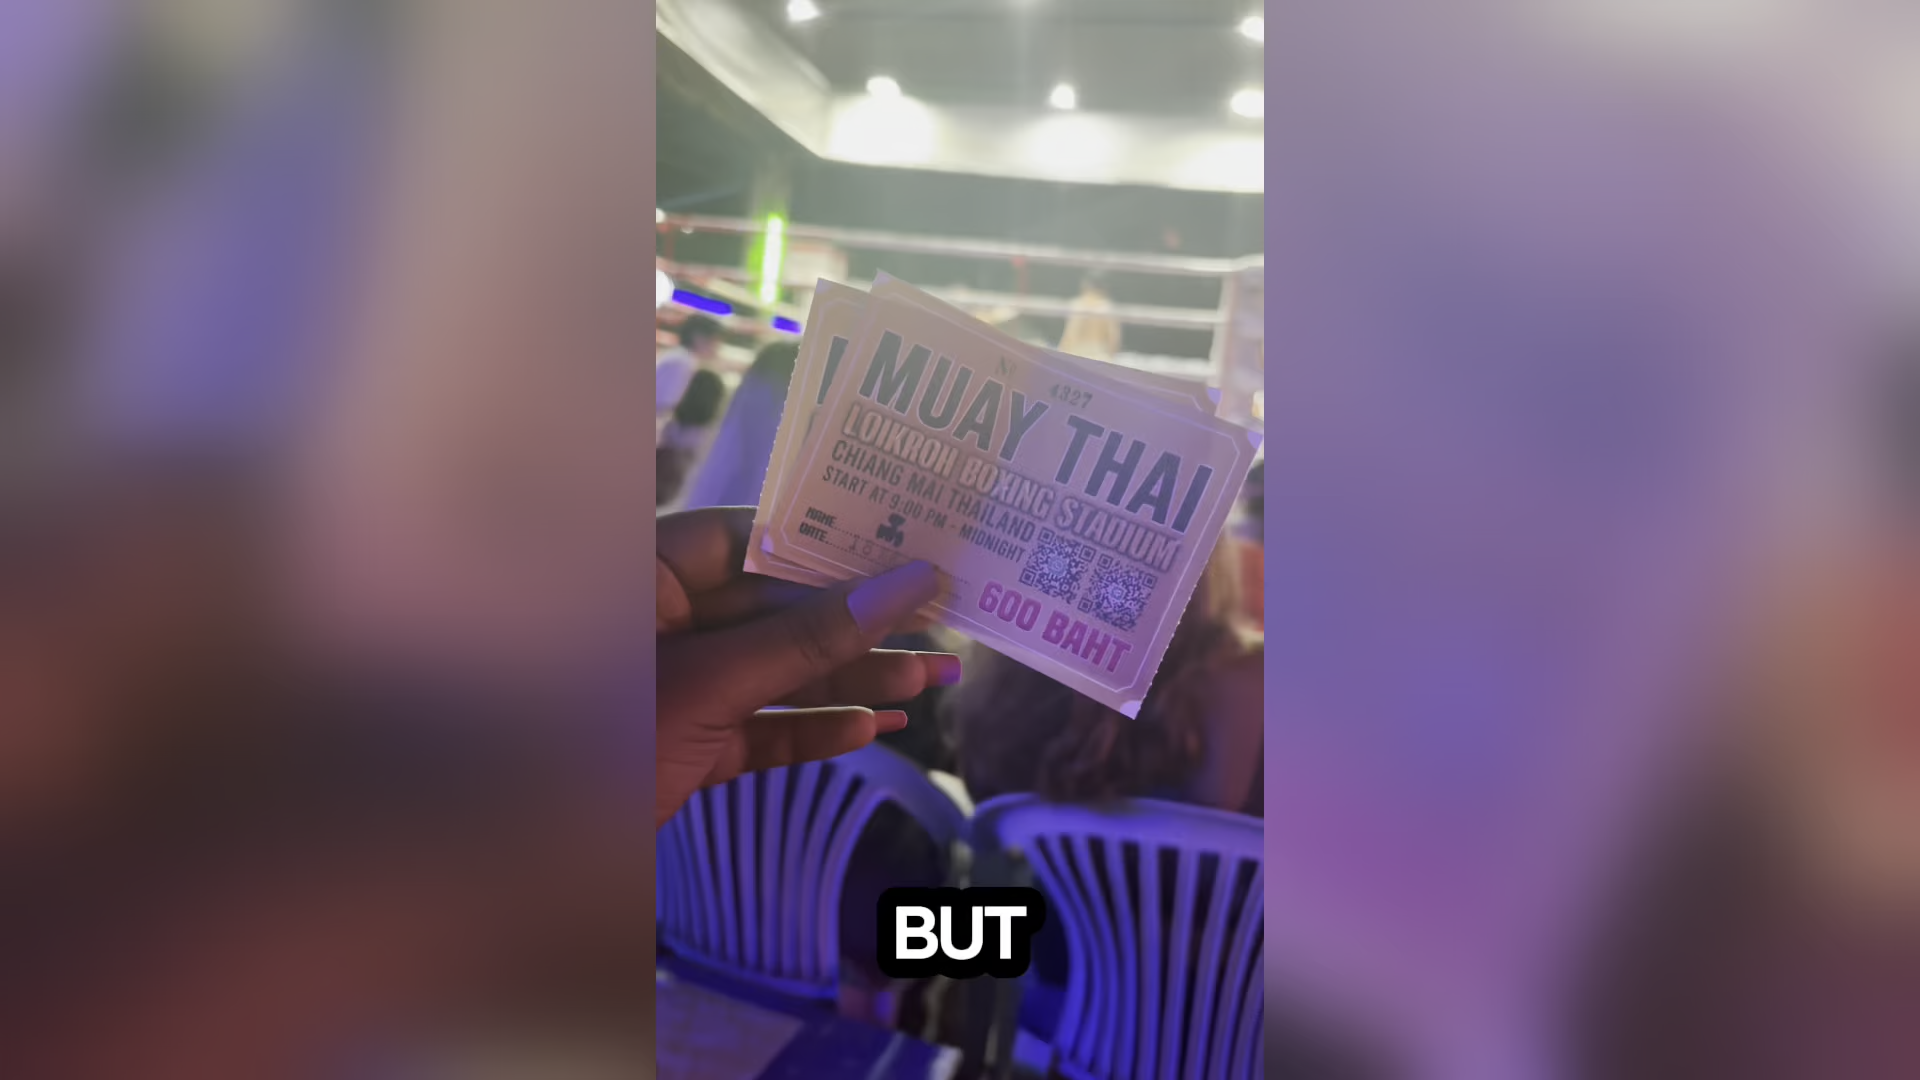 Nº 4327
MUAY THAI
LOIKROH BOXING STADIUM
CHIANG MAI THAILAND
START AT 9:00 PM - MIDNIGHT
NAME
DATE
600 BAHT
BUT